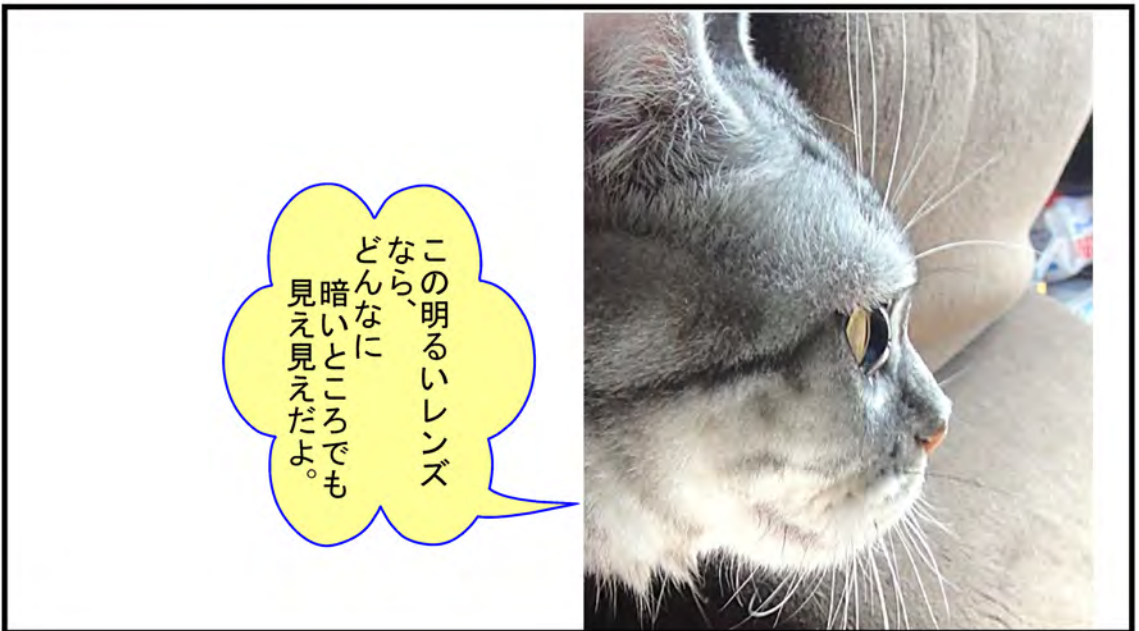 この明るいレンズ
なら、
どんなに
暗いところでも
見え見えだよ。